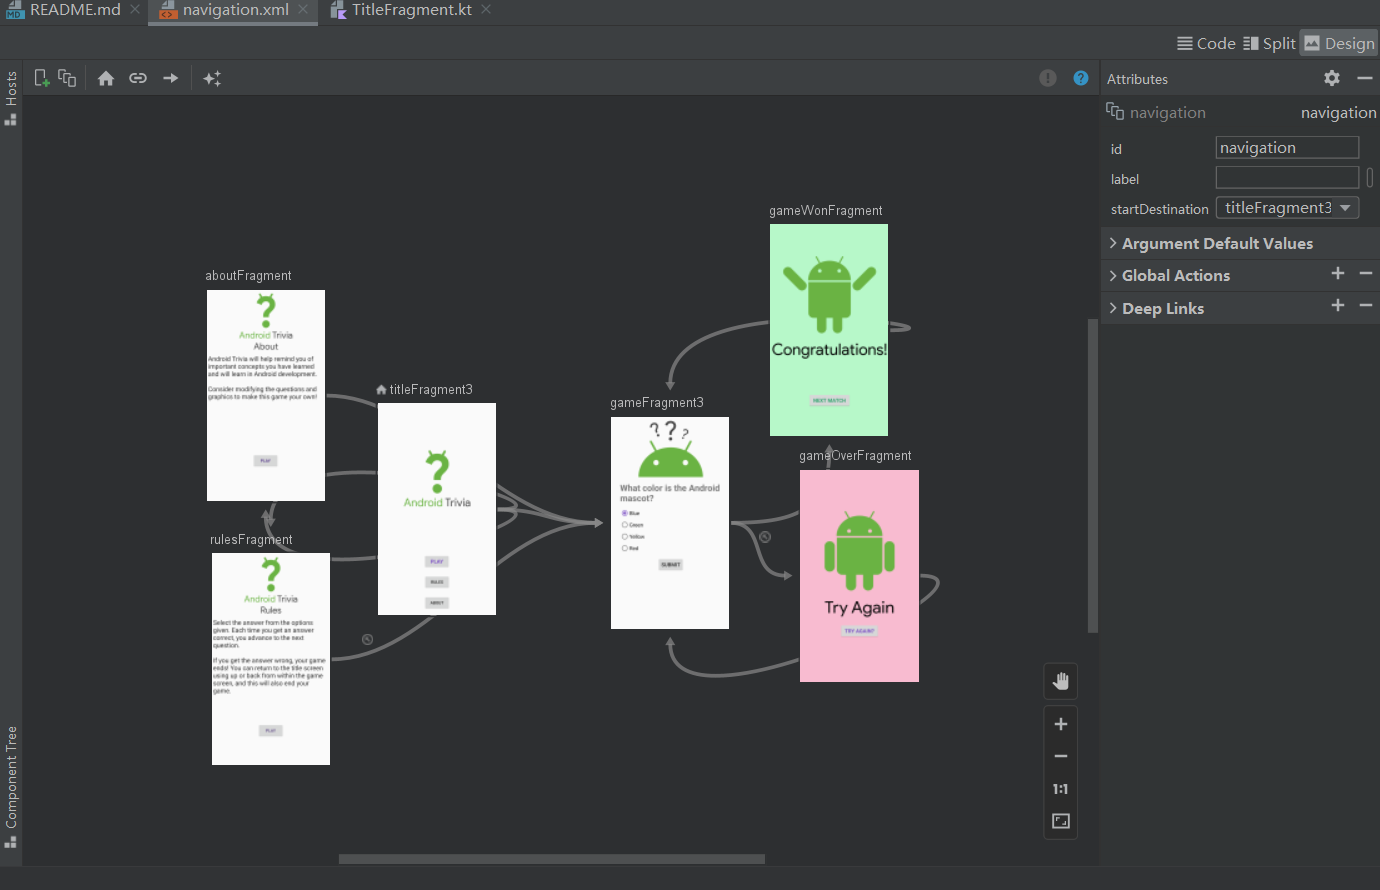 README.md
navigation.xml
TitleFragment.kt
Code
Split
Design
Hosts
Attributes
navigation
navigation
id
navigation
label
startDestination
titleFragment3
Argument Default Values
Global Actions
Deep Links
gameWonFragment
Congratulations!
NEXT MATCH
aboutFragment
Android Trivia
About
Android Trivia will help remind you of
important concepts you have learned
and will learn in Android development.
Consider modifying the questions and
graphics to make this game your own!
PLAY
titleFragment3
Android Trivia
PLAY
RULES
ABOUT
gameFragment3
? ? ?
What color is the Android
mascot?
Blue
Green
Yellow
Red
SUBMIT
gameOverFragment
Try Again
TRY AGAIN?
rulesFragment
Android Trivia
Rules
Select the answer from the options
given. Each time you get an answer
correct, you advance to the next
question.
If you get the answer wrong, your game
ends! You can return to the title screen
using up or back from within the game
screen, and this will also end your
game.
PLAY
Component Tree
1:1